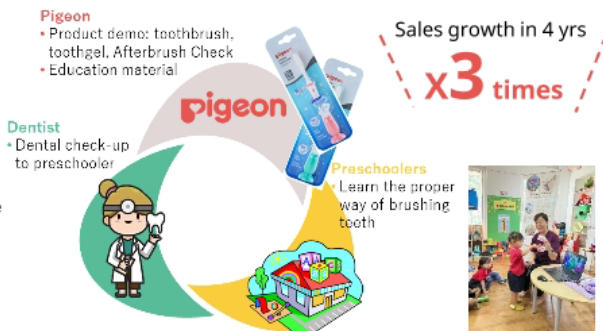 Pigeon
• Product demo: toothbrush,
toothgel, Afterbrush Check
• Education material
Sales growth in 4 yrs
x3 times
pigeon
Dentist
• Dental check-up
to preschooler
Preschoolers
• Learn the proper
way of brushing
teeth